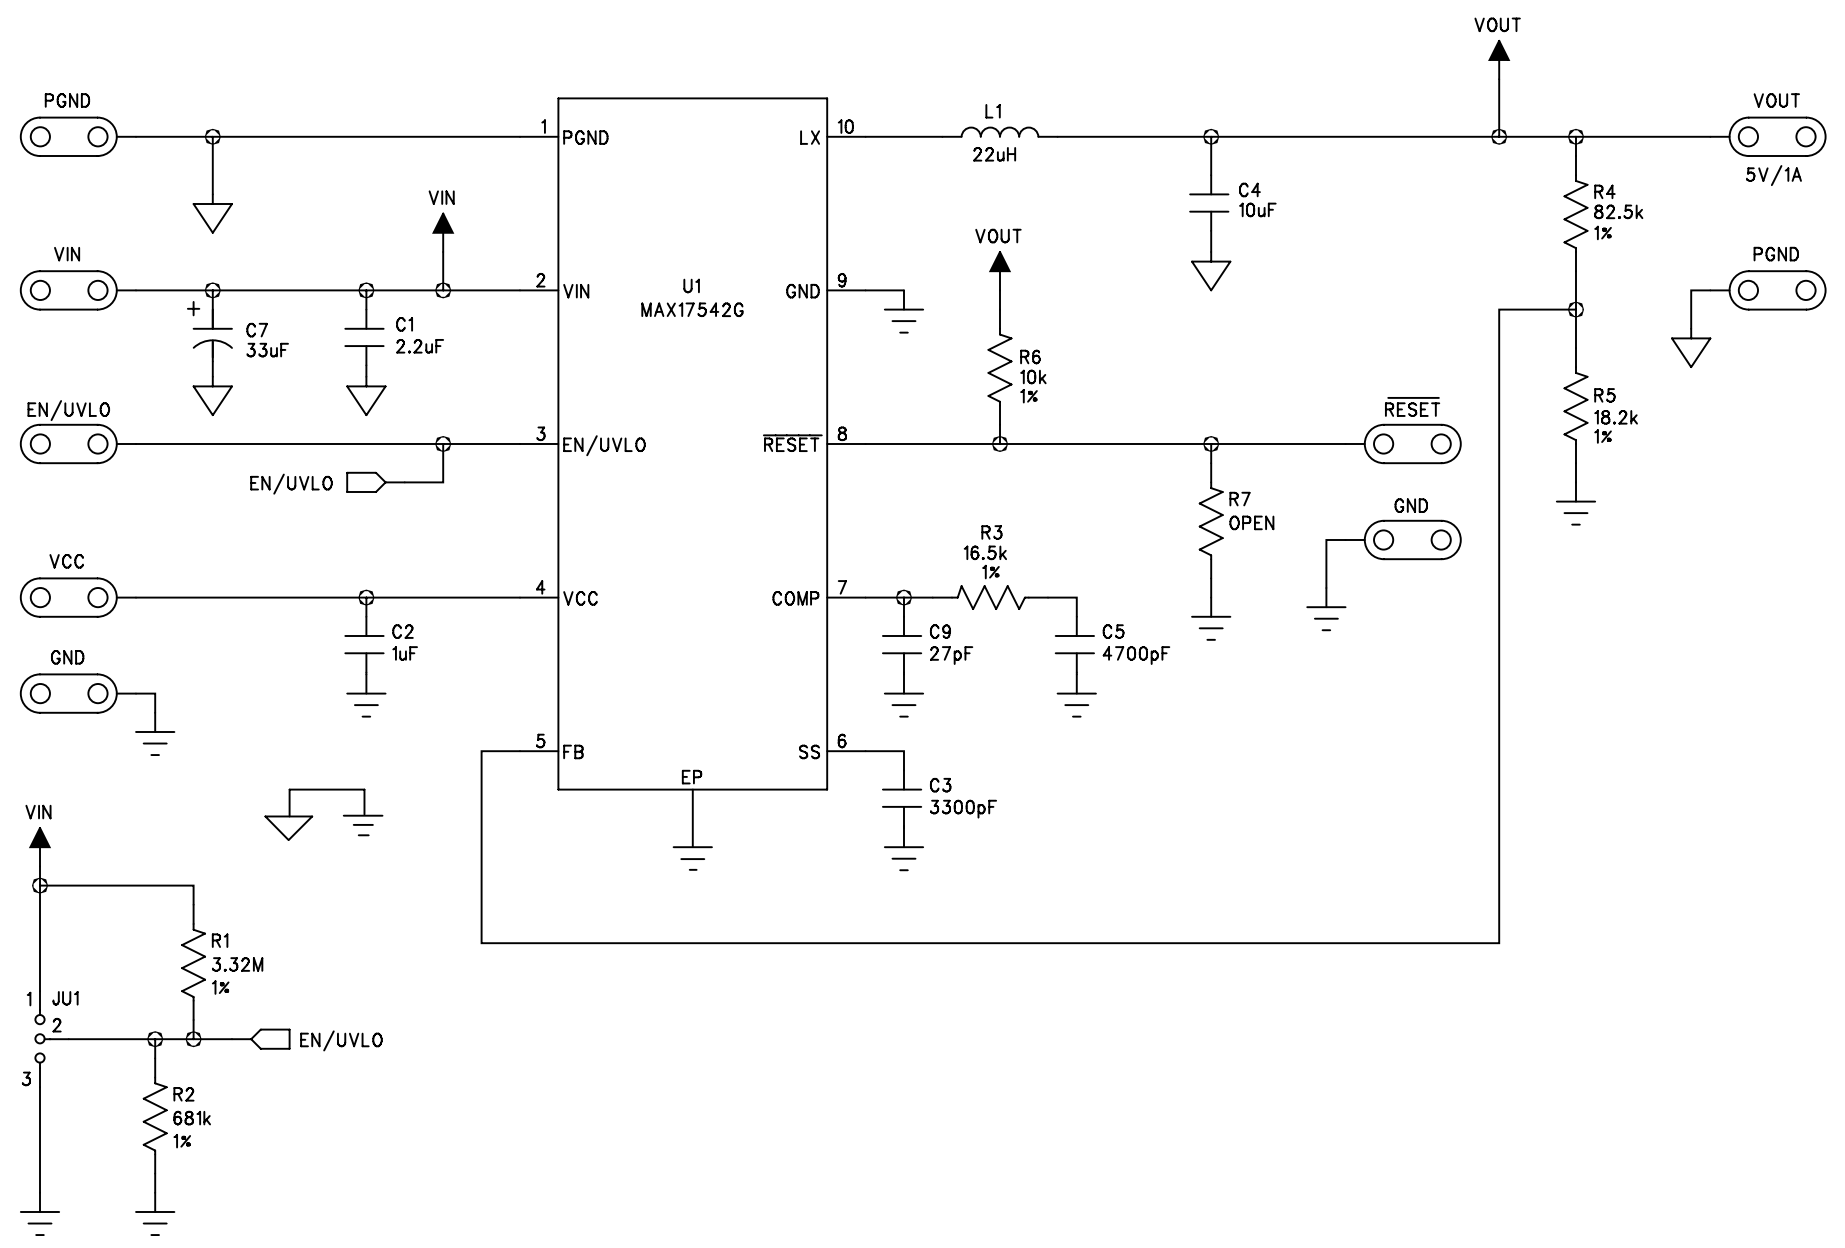 VOUT
PGND
1
PGND
LX
10
L1
22uH
VOUT
5V/1A
C4
10uF
R4
82.5k
1%
VIN
VIN
2
VIN
+
C7
33uF
C1
2.2uF
U1
MAX17542G
GND
9
VOUT
R6
10k
1%
PGND
EN/UVLO
3
EN/UVLO
EN/UVLO
RESET
8
RESET
R5
18.2k
1%
R7
OPEN
GND
VCC
4
VCC
C2
1uF
COMP
7
R3
16.5k
1%
C9
27pF
C5
4700pF
GND
5
FB
SS
6
EP
C3
3300pF
VIN
R1
3.32M
1%
1
JU1
2
3
EN/UVLO
R2
681k
1%